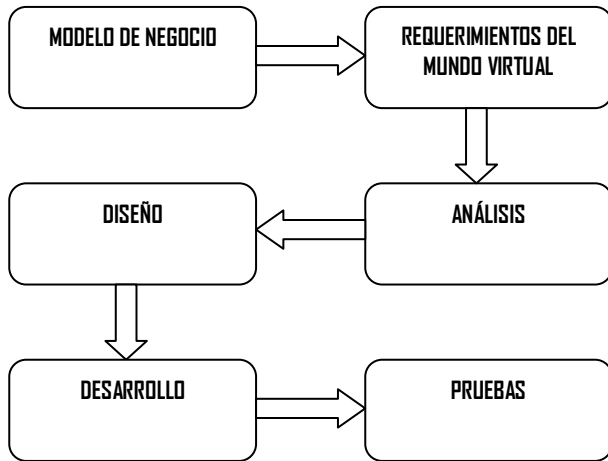 MODELO DE NEGOCIO
REQUERIMIENTOS DEL
MUNDO VIRTUAL
ANÁLISIS
DISEÑO
DESARROLLO
PRUEBAS